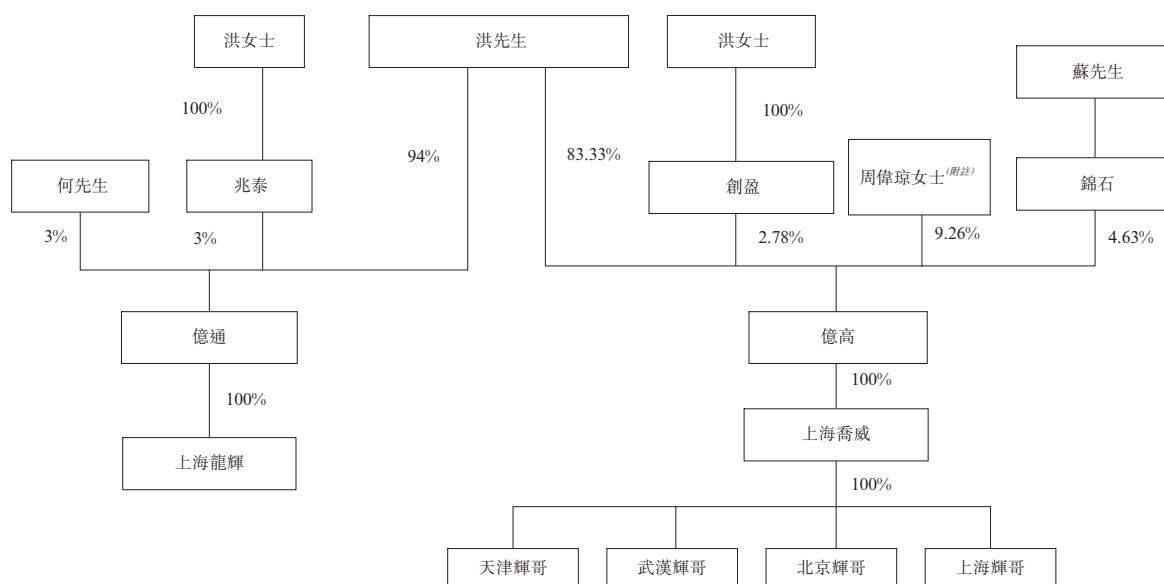 洪女士
洪先生
洪女士
蘇先生
100%
100%
94%
83.33%
何先生
兆泰
創盈
周偉琼女士(附註)
錦石
3%
3%
2.78%
9.26%
4.63%
億通
億高
100%
100%
上海龍輝
上海喬威
100%
天津輝哥
武漢輝哥
北京輝哥
上海輝哥